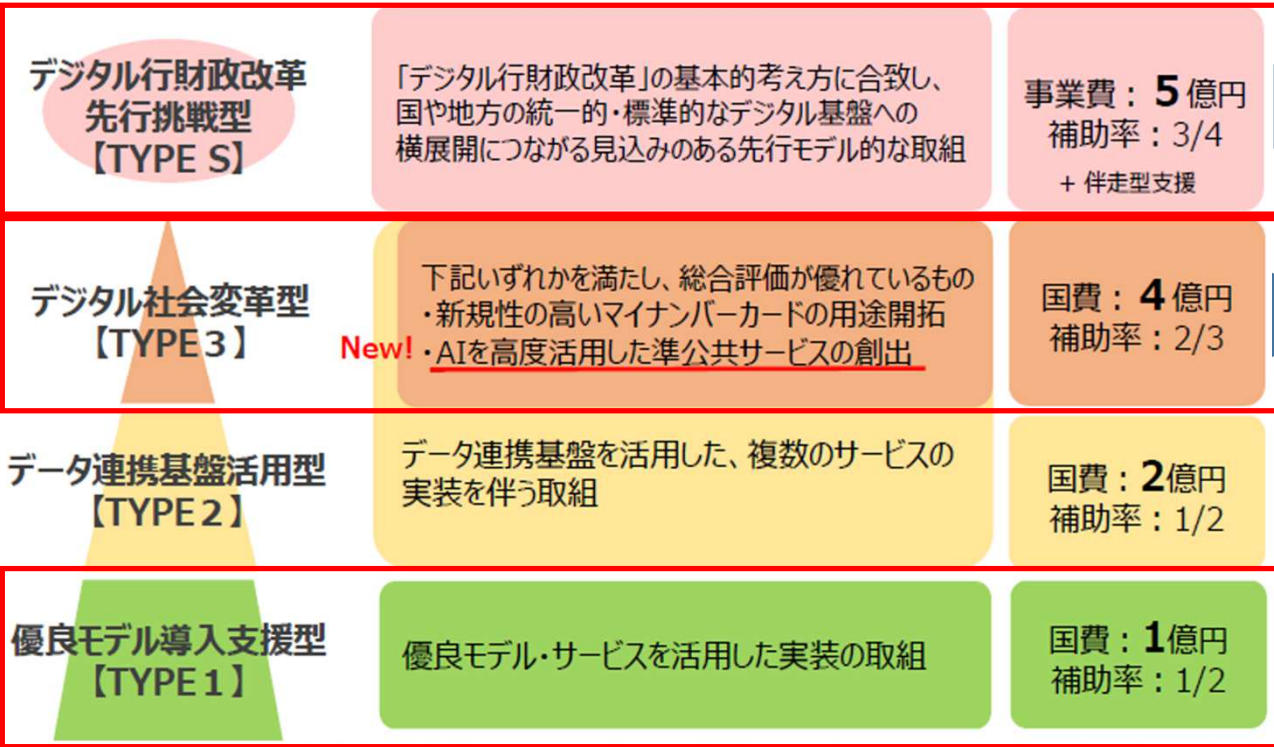 デジタル行財政改革
先行挑戦型
【TYPE S】
「デジタル行財政改革」の基本的考え方に合致し、
国や地方の統一的・標準的なデジタル基盤への
横展開につながる見込みのある先行モデル的な取組
事業費：5億円
補助率：3/4
+ 伴走型支援
デジタル社会変革型
【TYPE３】
下記いずれかを満たし、総合評価が優れているもの
・新規性の高いマイナンバーカードの用途開拓
New!・AIを高度活用した準公共サービスの創出
国費：4億円
補助率：2/3
データ連携基盤活用型
【TYPE２】
データ連携基盤を活用した、複数のサービスの
実装を伴う取組
国費：2億円
補助率：1/2
優良モデル導入支援型
【TYPE１】
優良モデル・サービスを活用した実装の取組
国費：1億円
補助率：1/2